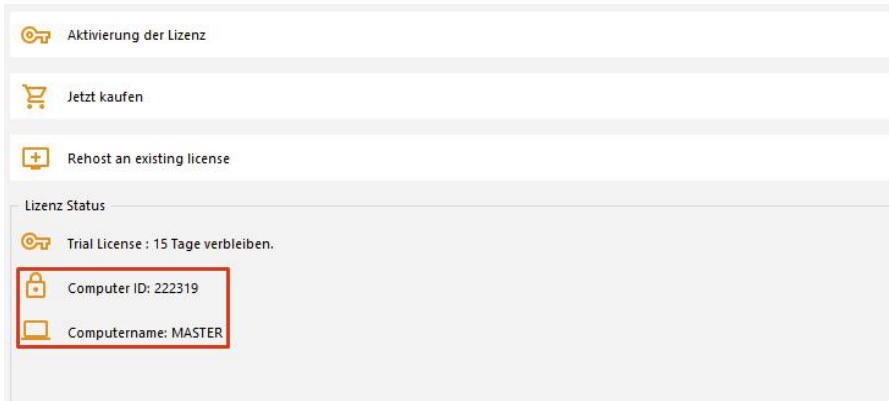 Aktivierung der Lizenz
Jetzt kaufen
Rehost an existing license
Lizenz Status
Trial License : 15 Tage verbleiben.
Computer ID: 222319
Computername: MASTER